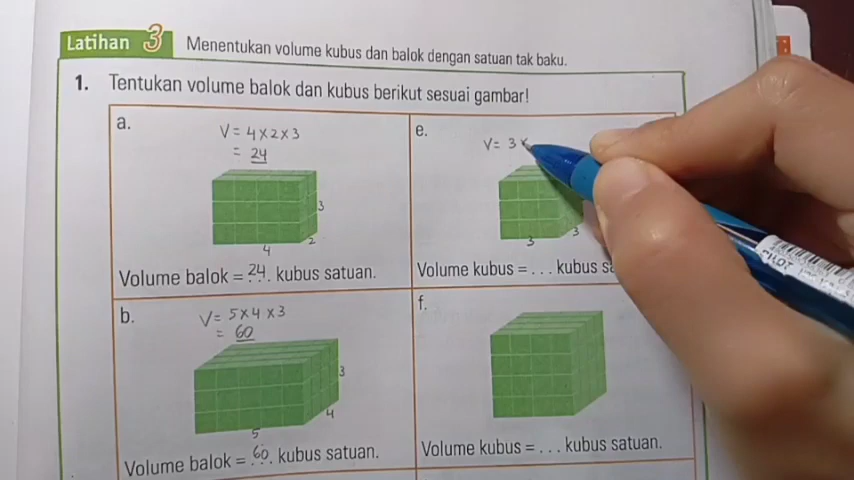 Latihan 3 Menentukan volume kubus dan balok dengan satuan tak baku.
1. Tentukan volume balok dan kubus berikut sesuai gambar!
a.
V = 4 x 2 x 3
= 24
3
2
4
Volume balok = 24 kubus satuan.
e.
V = 3 x
3
3
Volume kubus = . . . kubus
b.
V = 5 x 4 x 3
= 60
3
4
5
Volume balok = 60 kubus satuan.
f.
Volume kubus = . . . kubus satuan.
PILOT